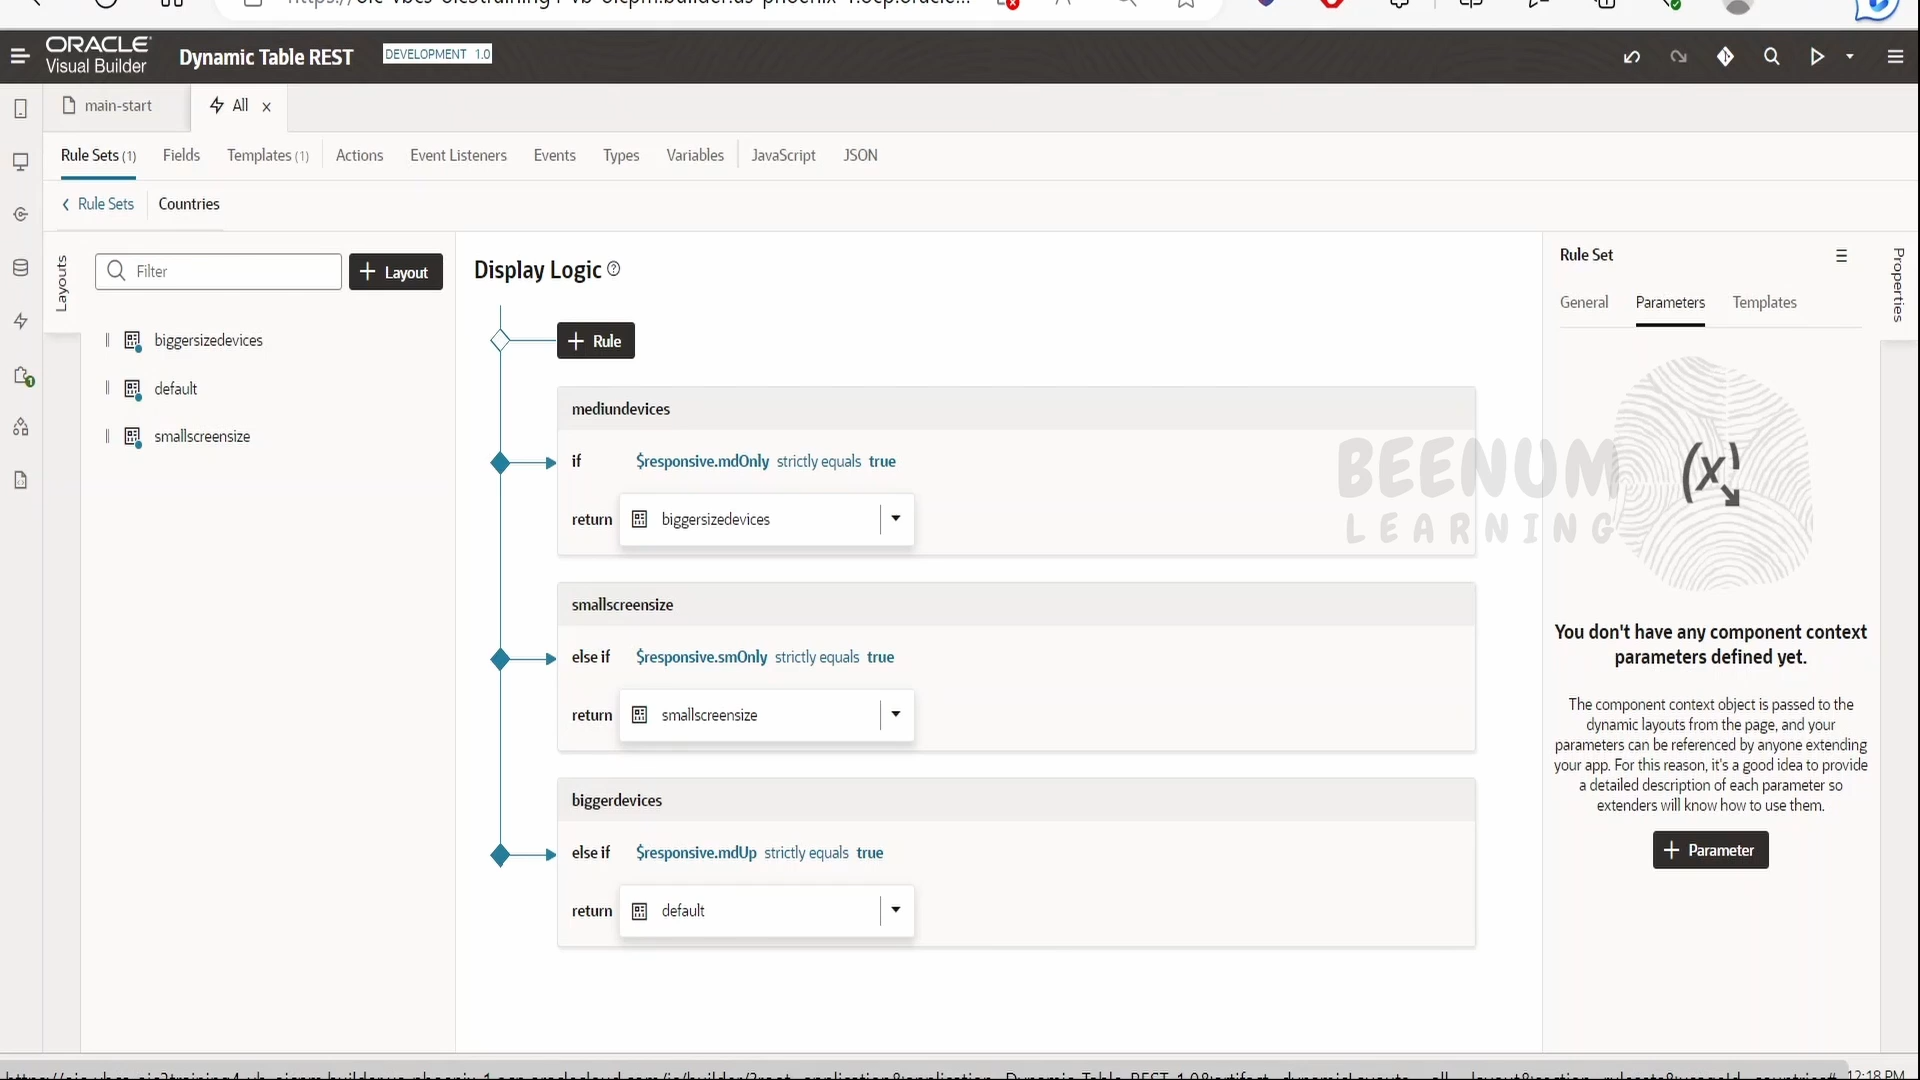 ORACLE
Visual Builder
Dynamic Table REST
DEVELOPMENT 1.0
main-start
All
Rule Sets (1)
Fields
Templates (1)
Actions
Event Listeners
Events
Types
Variables
JavaScript
JSON
Rule Sets
Countries
Layouts
Filter
+ Layout
biggersizedevices
default
smallscreensize
Display Logic
+ Rule
mediundevices
if $responsive.mdOnly strictly equals true
return biggersizedevices
smallscreensize
else if $responsive.smOnly strictly equals true
return smallscreensize
biggerdevices
else if $responsive.mdUp strictly equals true
return default
BEENUM
LEARNING
Rule Set
Properties
General
Parameters
Templates
(x)
You don't have any component context
parameters defined yet.
The component context object is passed to the
dynamic layouts from the page, and your
parameters can be referenced by anyone extending
your app. For this reason, it's a good idea to provide
a detailed description of each parameter so
extenders will know how to use them.
+ Parameter
12:18 PM